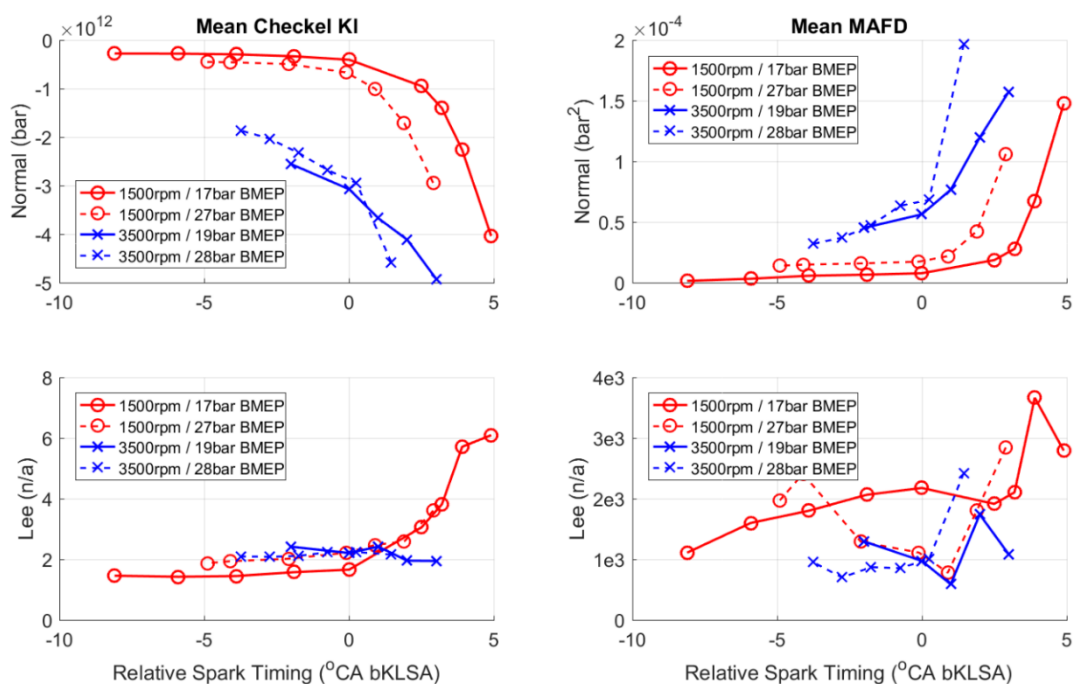 Mean Checkel KI
×10¹²
0
-1
-2
-3
-4
-5
-10
-5
0
5
Normal (bar)
1500rpm / 17bar BMEP
1500rpm / 27bar BMEP
3500rpm / 19bar BMEP
3500rpm / 28bar BMEP
Mean MAFD
×10⁻⁴
2
1.5
1
0.5
0
-10
-5
0
5
Normal (bar²)
1500rpm / 17bar BMEP
1500rpm / 27bar BMEP
3500rpm / 19bar BMEP
3500rpm / 28bar BMEP
8
6
4
2
0
-10
-5
0
5
Lee (n/a)
1500rpm / 17bar BMEP
1500rpm / 27bar BMEP
3500rpm / 19bar BMEP
3500rpm / 28bar BMEP
Relative Spark Timing (°CA bKLSA)
4e3
3e3
2e3
1e3
0
-10
-5
0
5
Lee (n/a)
1500rpm / 17bar BMEP
1500rpm / 27bar BMEP
3500rpm / 19bar BMEP
3500rpm / 28bar BMEP
Relative Spark Timing (°CA bKLSA)